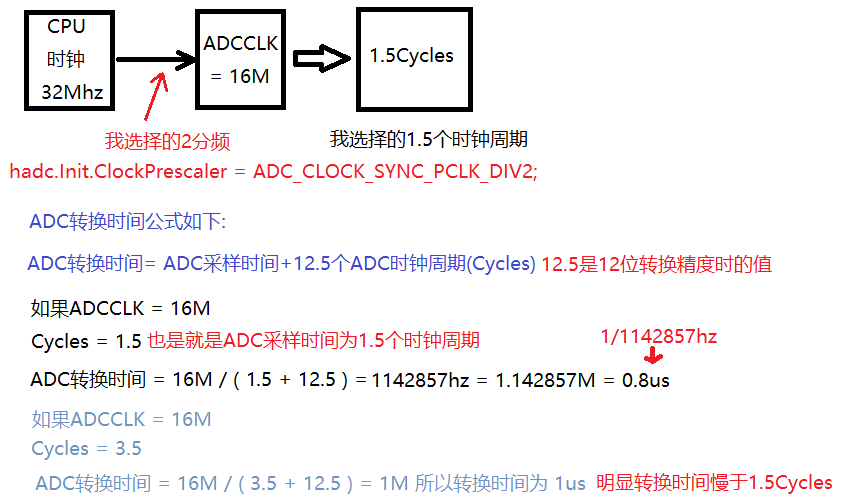 CPU
时钟
32Mhz
ADCCLK
= 16M
1.5Cycles
我选择的2分频
我选择的1.5个时钟周期
hadc.Init.ClockPrescaler = ADC_CLOCK_SYNC_PCLK_DIV2;
ADC转换时间公式如下:
ADC转换时间= ADC采样时间+12.5个ADC时钟周期(Cycles) 12.5是12位转换精度时的值
如果ADCCLK = 16M
Cycles = 1.5 也是就是ADC采样时间为1.5个时钟周期
1/1142857hz
ADC转换时间 = 16M / ( 1.5 + 12.5 ) = 1142857hz = 1.142857M = 0.8us
如果ADCCLK = 16M
Cycles = 3.5
ADC转换时间 = 16M / ( 3.5 + 12.5 ) = 1M 所以转换时间为 1us 明显转换时间慢于1.5Cycles